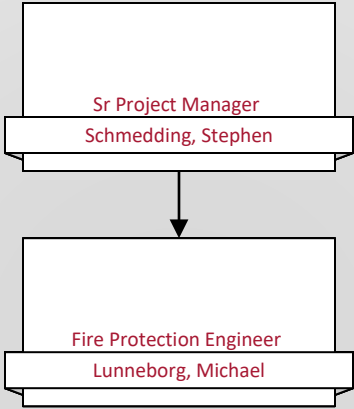 Sr Project Manager
Schmedding, Stephen
Fire Protection Engineer
Lunneborg, Michael